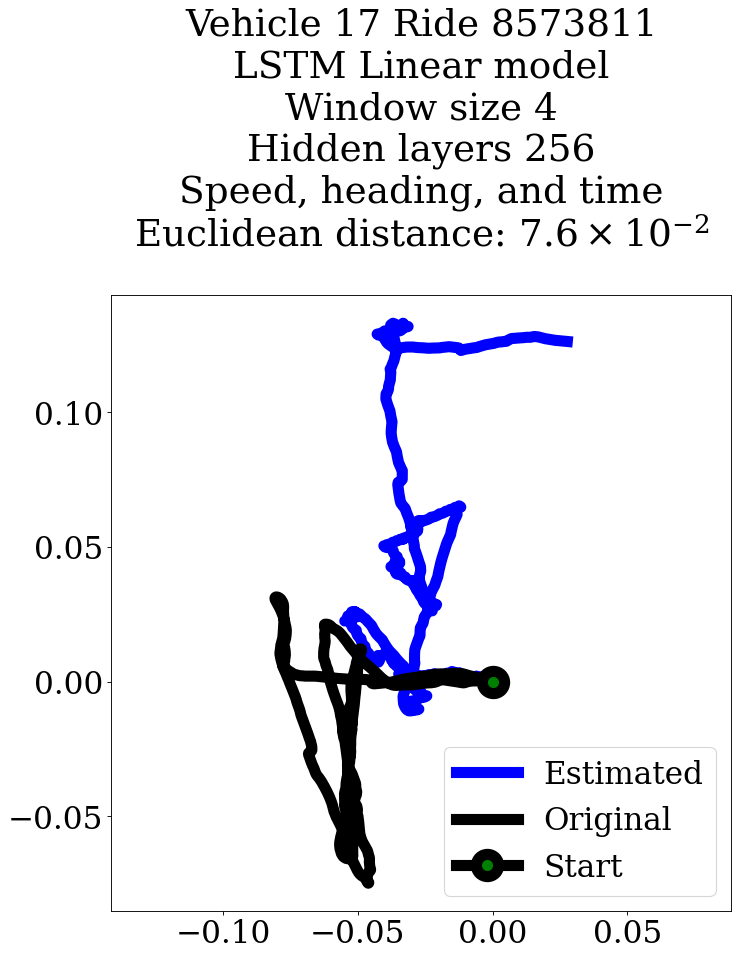 Vehicle 17 Ride 8573811
LSTM Linear model
Window size 4
Hidden layers 256
Speed, heading, and time
Euclidean distance: 7.6 × 10⁻²
0.10
0.05
0.00
−0.05
Estimated
Original
Start
−0.10 −0.05 0.00 0.05